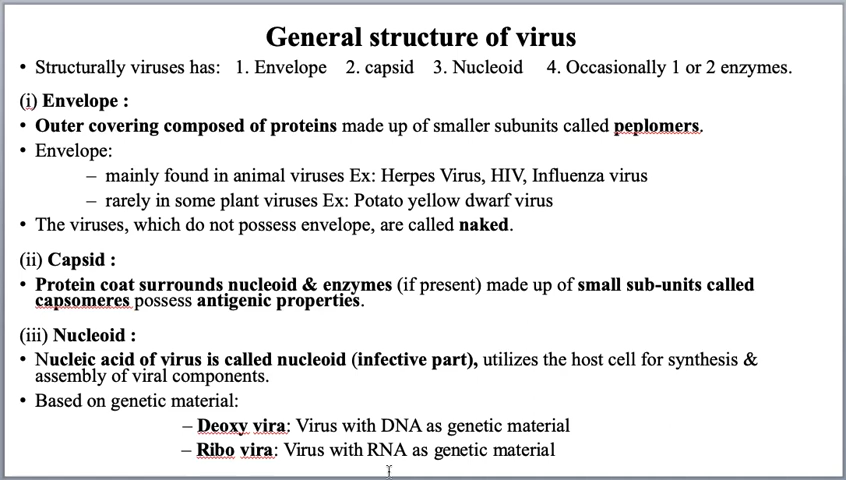 General structure of virus
• Structurally viruses has: 1. Envelope 2. capsid 3. Nucleoid 4. Occasionally 1 or 2 enzymes.
(i) Envelope :
• Outer covering composed of proteins made up of smaller subunits called peplomers.
• Envelope:
– mainly found in animal viruses Ex: Herpes Virus, HIV, Influenza virus
– rarely in some plant viruses Ex: Potato yellow dwarf virus
• The viruses, which do not possess envelope, are called naked.
(ii) Capsid :
• Protein coat surrounds nucleoid & enzymes (if present) made up of small sub-units called
capsomeres possess antigenic properties.
(iii) Nucleoid :
• Nucleic acid of virus is called nucleoid (infective part), utilizes the host cell for synthesis &
assembly of viral components.
• Based on genetic material:
– Deoxy vira: Virus with DNA as genetic material
– Ribo vira: Virus with RNA as genetic material